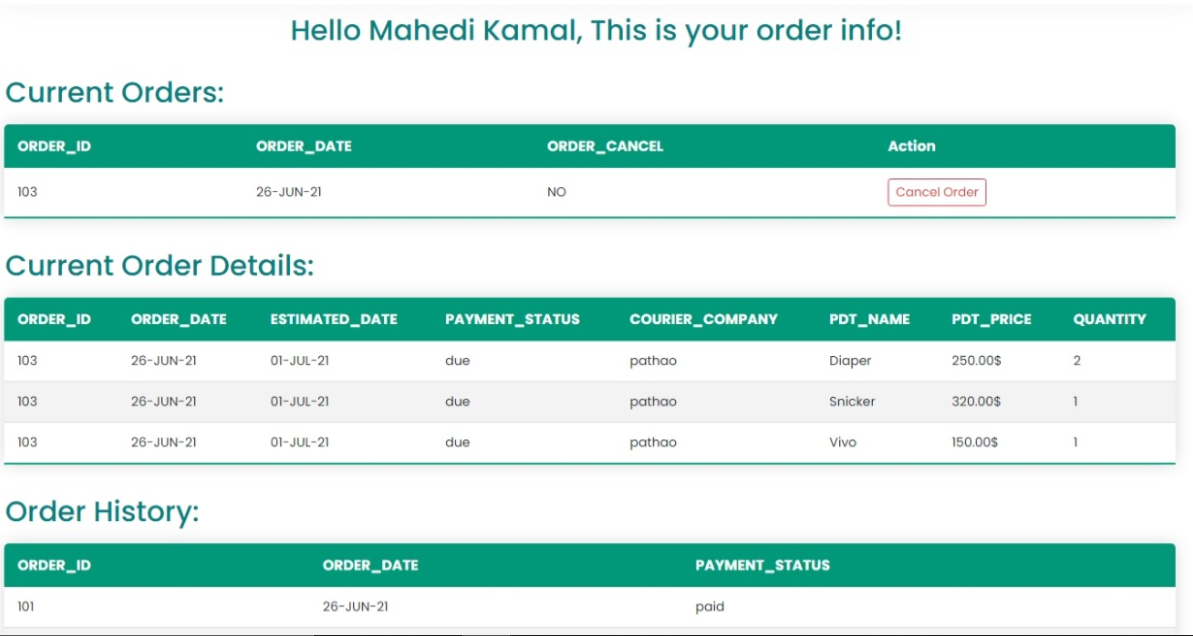 Hello Mahedi Kamal, This is your order info!
Current Orders:
ORDER_ID ORDER_DATE ORDER_CANCEL Action
103 26-JUN-21 NO Cancel Order
Current Order Details:
ORDER_ID ORDER_DATE ESTIMATED_DATE PAYMENT_STATUS COURIER_COMPANY PDT_NAME PDT_PRICE QUANTITY
103 26-JUN-21 01-JUL-21 due pathao Diaper 250.00$ 2
103 26-JUN-21 01-JUL-21 due pathao Snicker 320.00$ 1
103 26-JUN-21 01-JUL-21 due pathao Vivo 150.00$ 1
Order History:
ORDER_ID ORDER_DATE PAYMENT_STATUS
101 26-JUN-21 paid